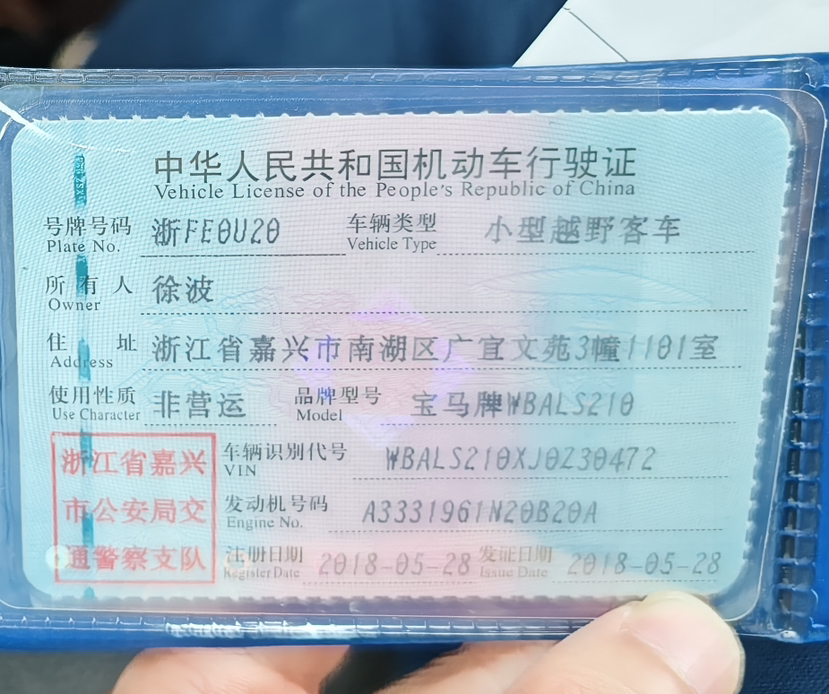 中华人民共和国机动车行驶证
Vehicle License of the People's Republic of China
号牌号码 浙FE0U20 车辆类型 小型越野客车
Plate No. Vehicle Type
所有人 徐波
Owner
住址 浙江省嘉兴市南湖区广宜文苑3幢1101室
Address
使用性质 非营运 品牌型号 宝马牌WBALS210
Use Character Model
浙江省嘉兴 车辆识别代号 WBALS210XJ0Z30472
VIN
市公安局交 发动机号码 A3331961N20B20A
Engine No.
通警察支队 注册日期 2018-05-28 发证日期 2018-05-28
Register Date Issue Date